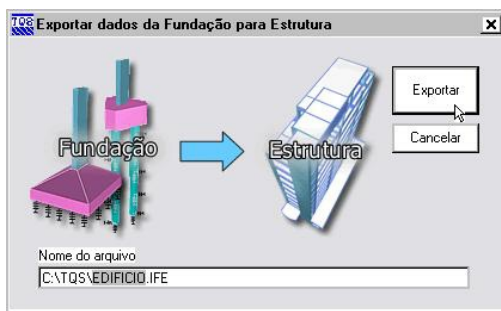 TQS Exportar dados da Fundação para Estrutura
Fundação
Estrutura
Exportar
Cancelar
Nome do arquivo
C:\TQS\EDIFICIO.IFE